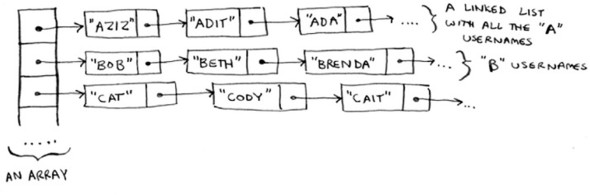 "AZIZ" "ADIT" "ADA" ....
A LINKED LIST
WITH ALL THE "A"
USERNAMES
"BOB" "BETH" "BRENDA" ...
"B" USERNAMES
"CAT" "CODY" "CAIT" ...
.....
AN ARRAY